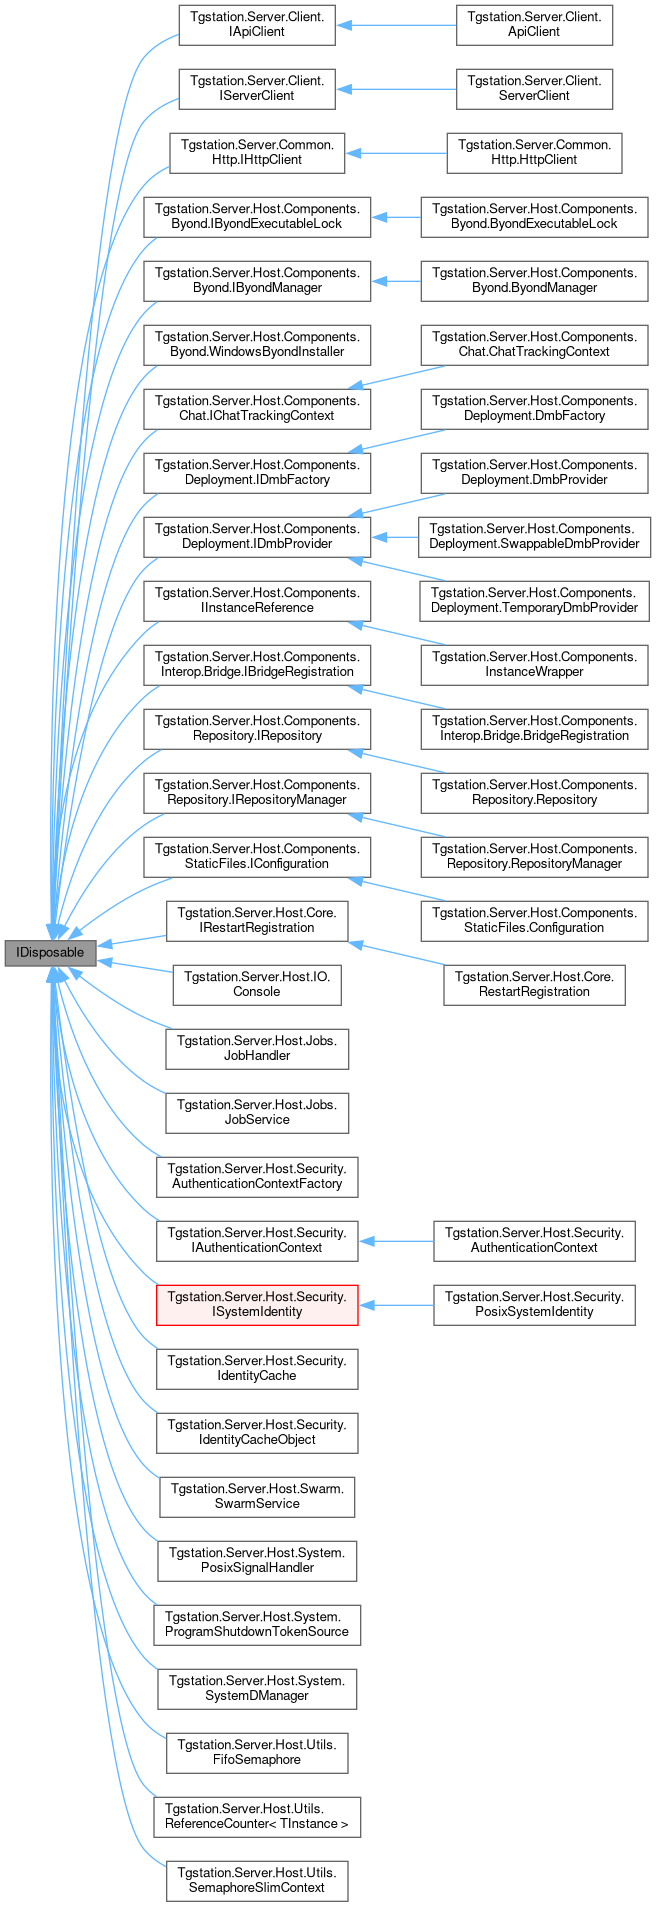 Tgstation.Server.Client.
IApiClient
Tgstation.Server.Client.
ApiClient
Tgstation.Server.Client.
IServerClient
Tgstation.Server.Client.
ServerClient
Tgstation.Server.Common.
Http.IHttpClient
Tgstation.Server.Common.
Http.HttpClient
Tgstation.Server.Host.Components.
Byond.IByondExecutableLock
Tgstation.Server.Host.Components.
Byond.ByondExecutableLock
Tgstation.Server.Host.Components.
Byond.IByondManager
Tgstation.Server.Host.Components.
Byond.ByondManager
Tgstation.Server.Host.Components.
Byond.WindowsByondInstaller
Tgstation.Server.Host.Components.
Chat.ChatTrackingContext
Tgstation.Server.Host.Components.
Chat.IChatTrackingContext
Tgstation.Server.Host.Components.
Deployment.DmbFactory
Tgstation.Server.Host.Components.
Deployment.IDmbFactory
Tgstation.Server.Host.Components.
Deployment.DmbProvider
Tgstation.Server.Host.Components.
Deployment.IDmbProvider
Tgstation.Server.Host.Components.
Deployment.SwappableDmbProvider
Tgstation.Server.Host.Components.
IInstanceReference
Tgstation.Server.Host.Components.
Deployment.TemporaryDmbProvider
Tgstation.Server.Host.Components.
Interop.Bridge.IBridgeRegistration
Tgstation.Server.Host.Components.
InstanceWrapper
Tgstation.Server.Host.Components.
Repository.IRepository
Tgstation.Server.Host.Components.
Interop.Bridge.BridgeRegistration
Tgstation.Server.Host.Components.
Repository.IRepositoryManager
Tgstation.Server.Host.Components.
Repository.Repository
Tgstation.Server.Host.Components.
StaticFiles.IConfiguration
Tgstation.Server.Host.Components.
Repository.RepositoryManager
Tgstation.Server.Host.Core.
IRestartRegistration
Tgstation.Server.Host.Components.
StaticFiles.Configuration
IDisposable
Tgstation.Server.Host.IO.
Console
Tgstation.Server.Host.Core.
RestartRegistration
Tgstation.Server.Host.Jobs.
JobHandler
Tgstation.Server.Host.Jobs.
JobService
Tgstation.Server.Host.Security.
AuthenticationContextFactory
Tgstation.Server.Host.Security.
IAuthenticationContext
Tgstation.Server.Host.Security.
AuthenticationContext
Tgstation.Server.Host.Security.
ISystemIdentity
Tgstation.Server.Host.Security.
PosixSystemIdentity
Tgstation.Server.Host.Security.
IdentityCache
Tgstation.Server.Host.Security.
IdentityCacheObject
Tgstation.Server.Host.Swarm.
SwarmService
Tgstation.Server.Host.System.
PosixSignalHandler
Tgstation.Server.Host.System.
ProgramShutdownTokenSource
Tgstation.Server.Host.System.
SystemDManager
Tgstation.Server.Host.Utils.
FifoSemaphore
Tgstation.Server.Host.Utils.
ReferenceCounter< TInstance >
Tgstation.Server.Host.Utils.
SemaphoreSlimContext